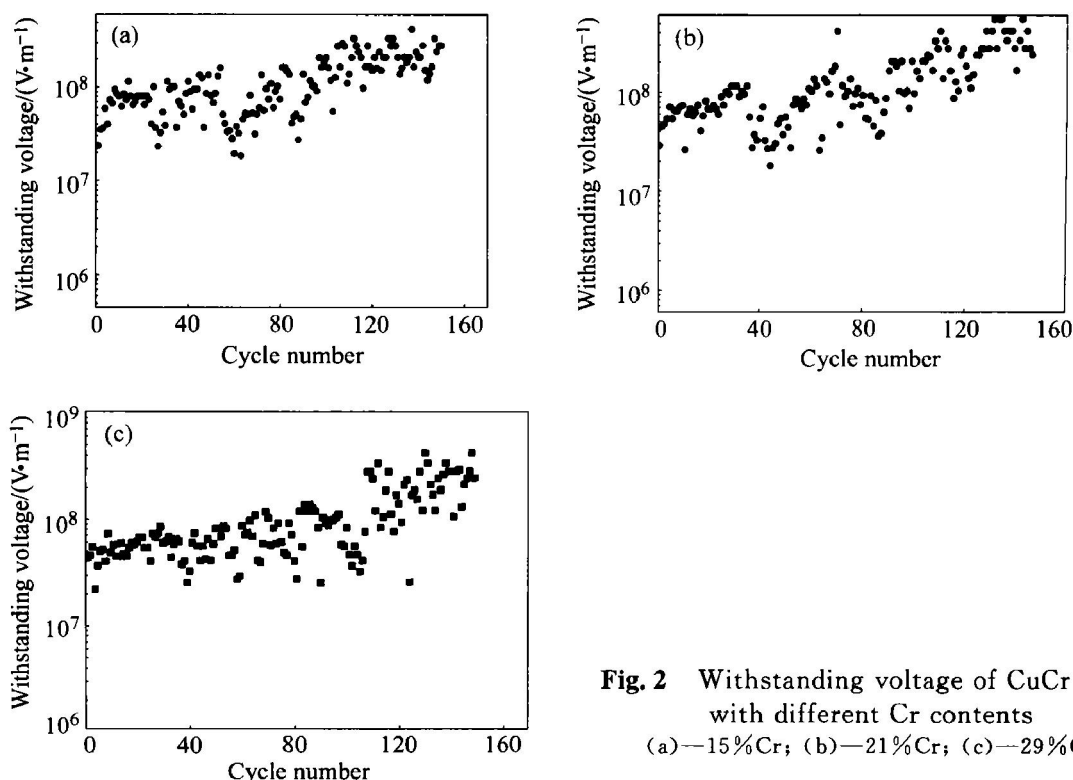 (a)
Withstanding voltage/(V·m⁻¹)
10⁸
10⁷
10⁶
0 40 80 120 160
Cycle number
(b)
Withstanding voltage/(V·m⁻¹)
10⁸
10⁷
10⁶
0 40 80 120 160
Cycle number
(c)
Withstanding voltage/(V·m⁻¹)
10⁹
10⁸
10⁷
10⁶
0 40 80 120 160
Cycle number
Fig. 2 Withstanding voltage of CuCr
with different Cr contents
(a)—15%Cr; (b)—21%Cr; (c)—29%